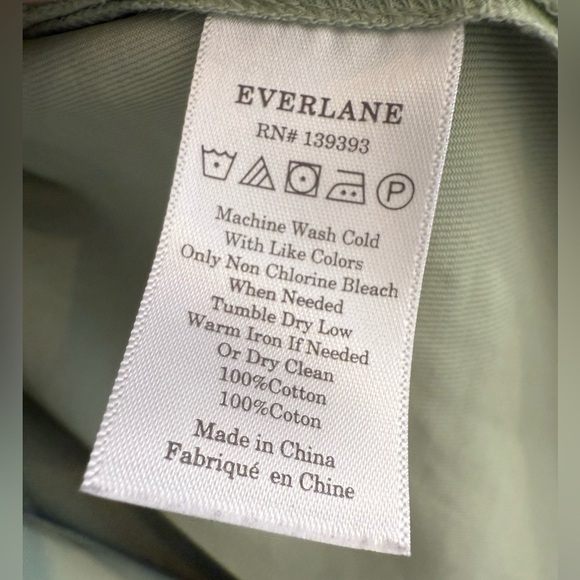 EVERLANE
RN# 139393
P
Machine Wash Cold
With Like Colors
Only Non Chlorine Bleach
When Needed
Tumble Dry Low
Warm Iron If Needed
Or Dry Clean
100%Cotton
100%Coton
Made in China
Fabriqué en Chine